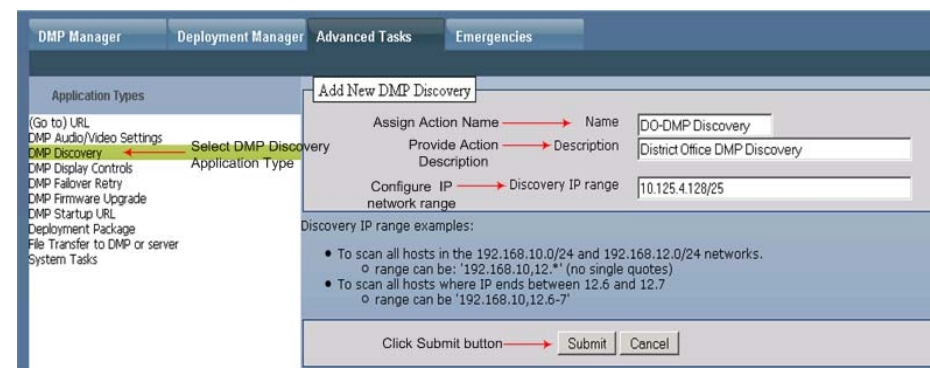 DMP Manager Deployment Manager Advanced Tasks Emergencies
Application Types
(Go to) URL
DMP Audio/Video Settings
DMP Discovery
DMP Display Controls
DMP Failover Retry
DMP Firmware Upgrade
DMP Startup URL
Deployment Package
File Transfer to DMP or server
System Tasks
Select DMP Discovery
Application Type
Add New DMP Discovery
Assign Action Name Name DO-DMP Discovery
Provide Action
Description Description District Office DMP Discovery
Configure IP
network range Discovery IP range 10.125.4.128/25
Discovery IP range examples:
• To scan all hosts in the 192.168.10.0/24 and 192.168.12.0/24 networks.
o range can be: '192.168.10,12.*' (no single quotes)
• To scan all hosts where IP ends between 12.6 and 12.7
o range can be '192.168.10,12.6-7'
Click Submit button Submit Cancel